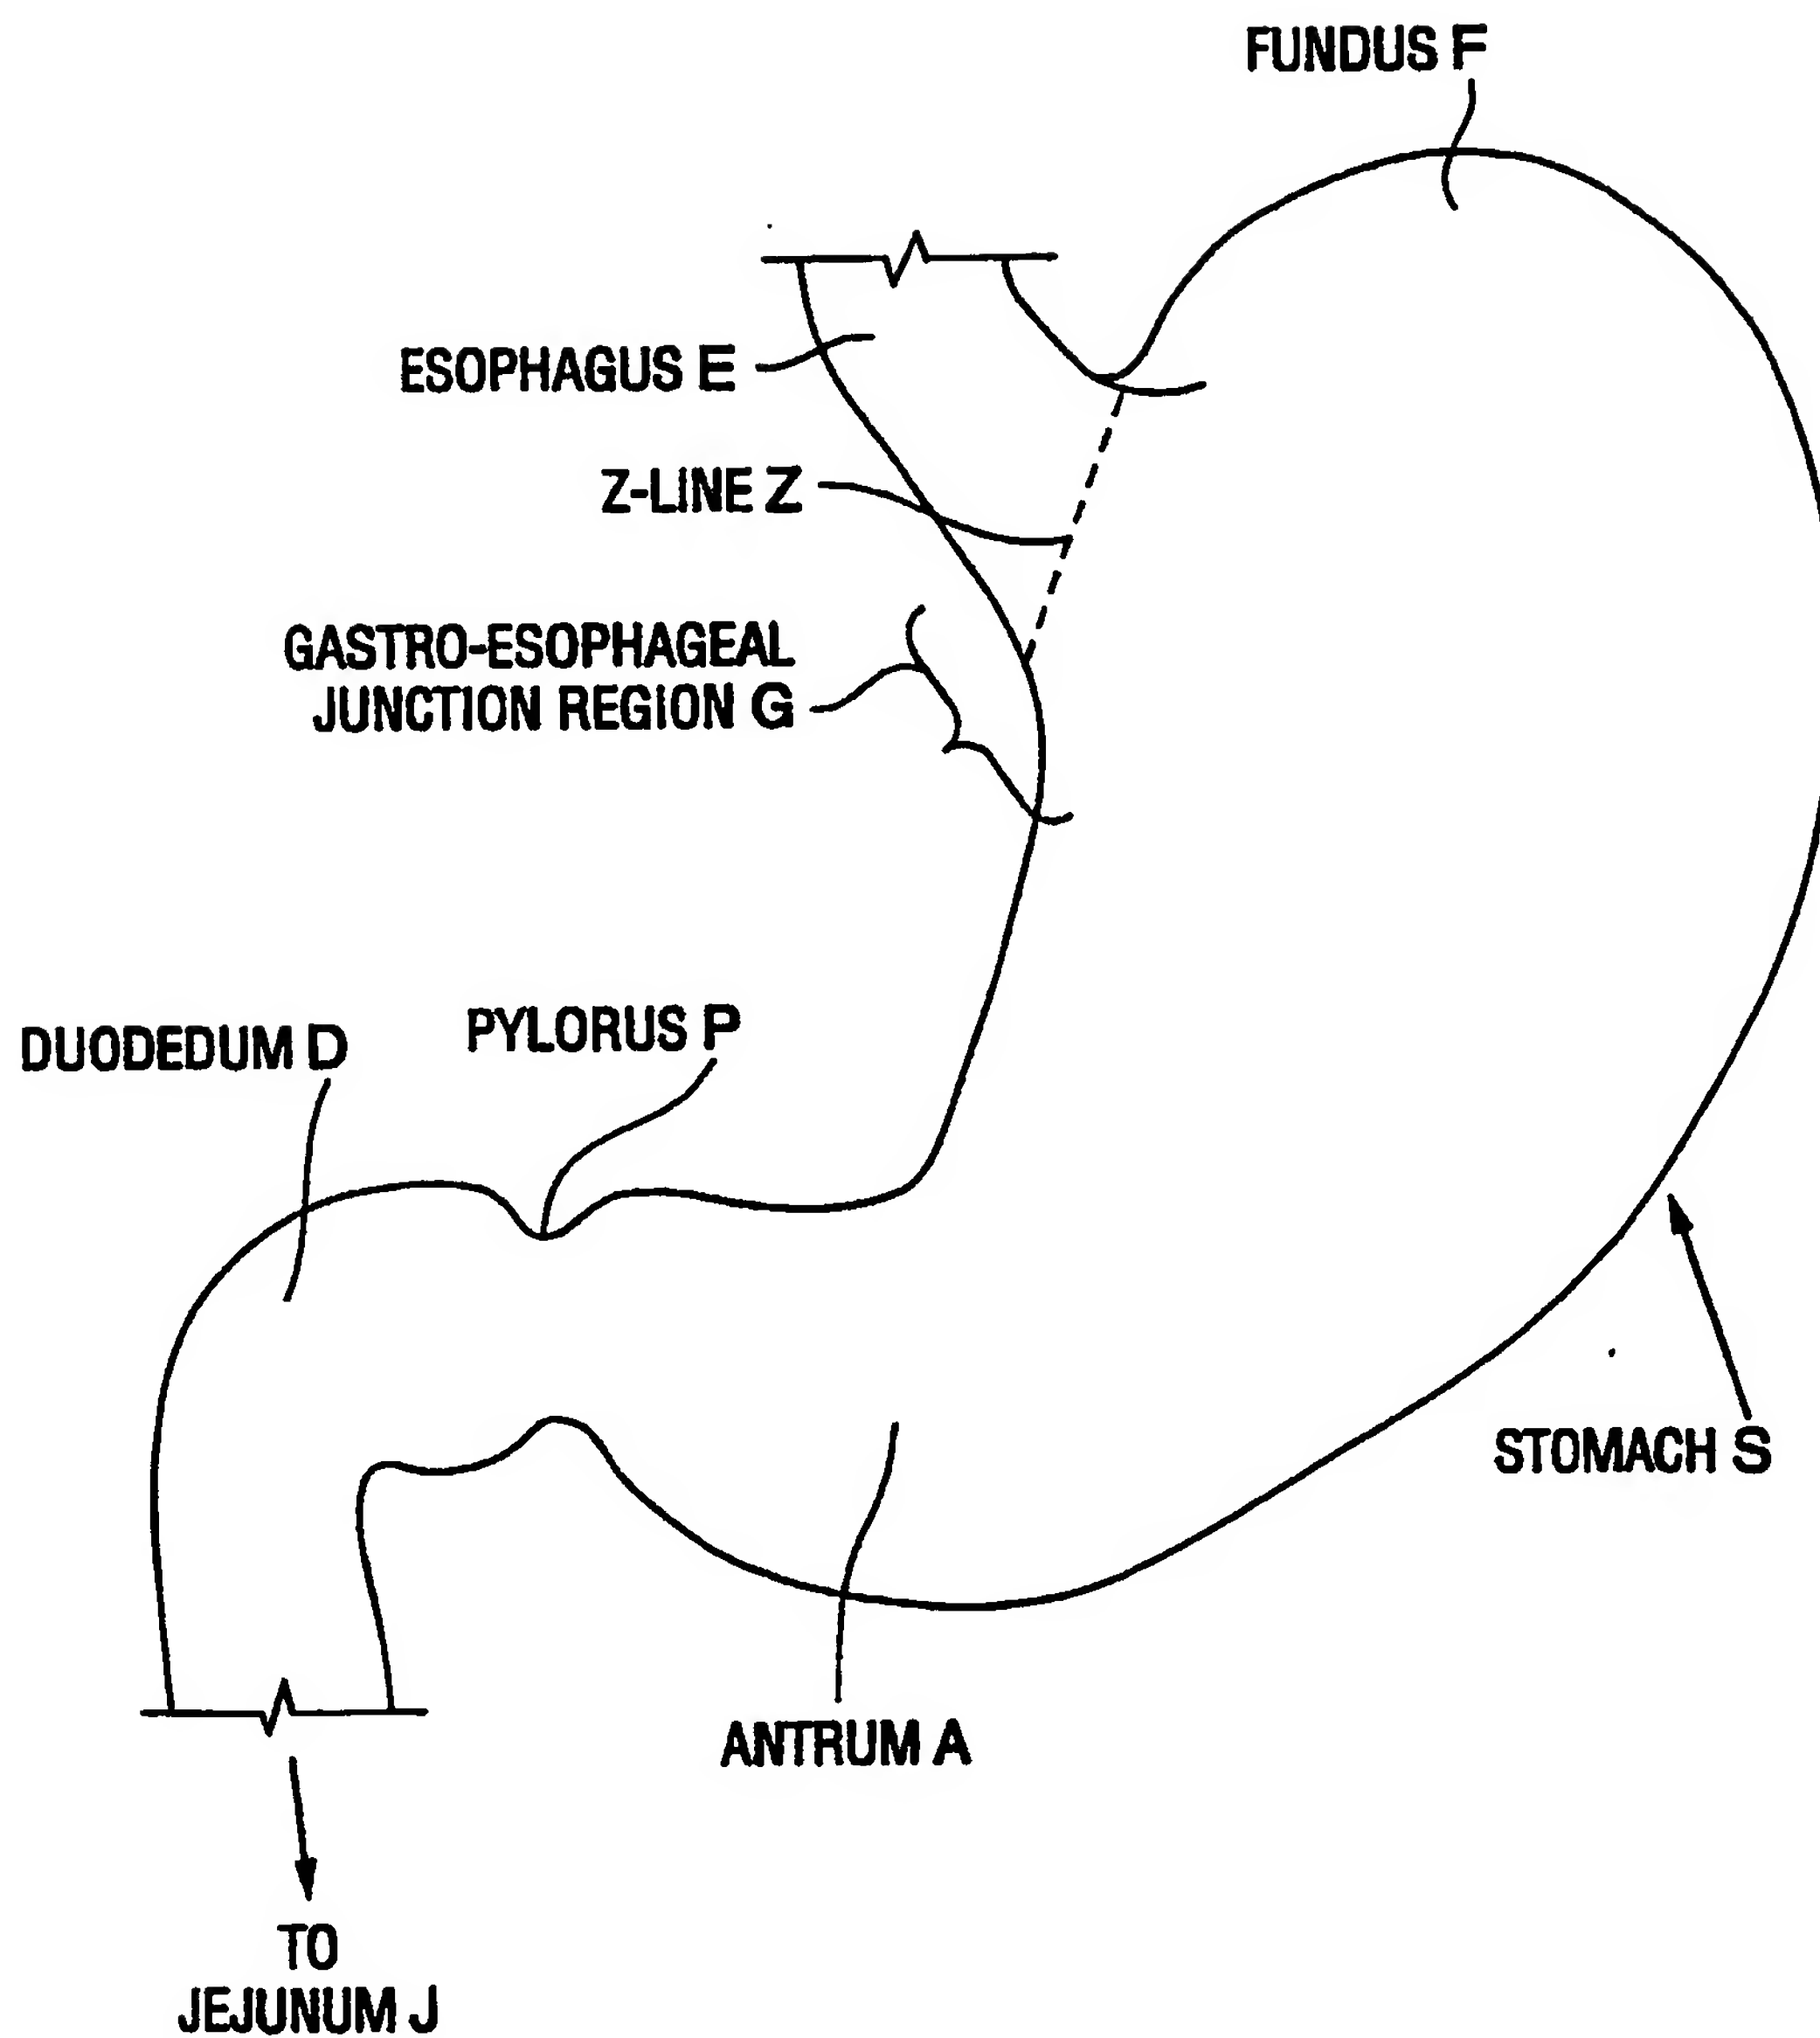 FUNDUS F
ESOPHAGUS E
Z-LINE Z
GASTRO-ESOPHAGEAL
JUNCTION REGION G
DUODEDUM D
PYLORUS P
STOMACH S
ANTRUM A
TO
JEJUNUM J